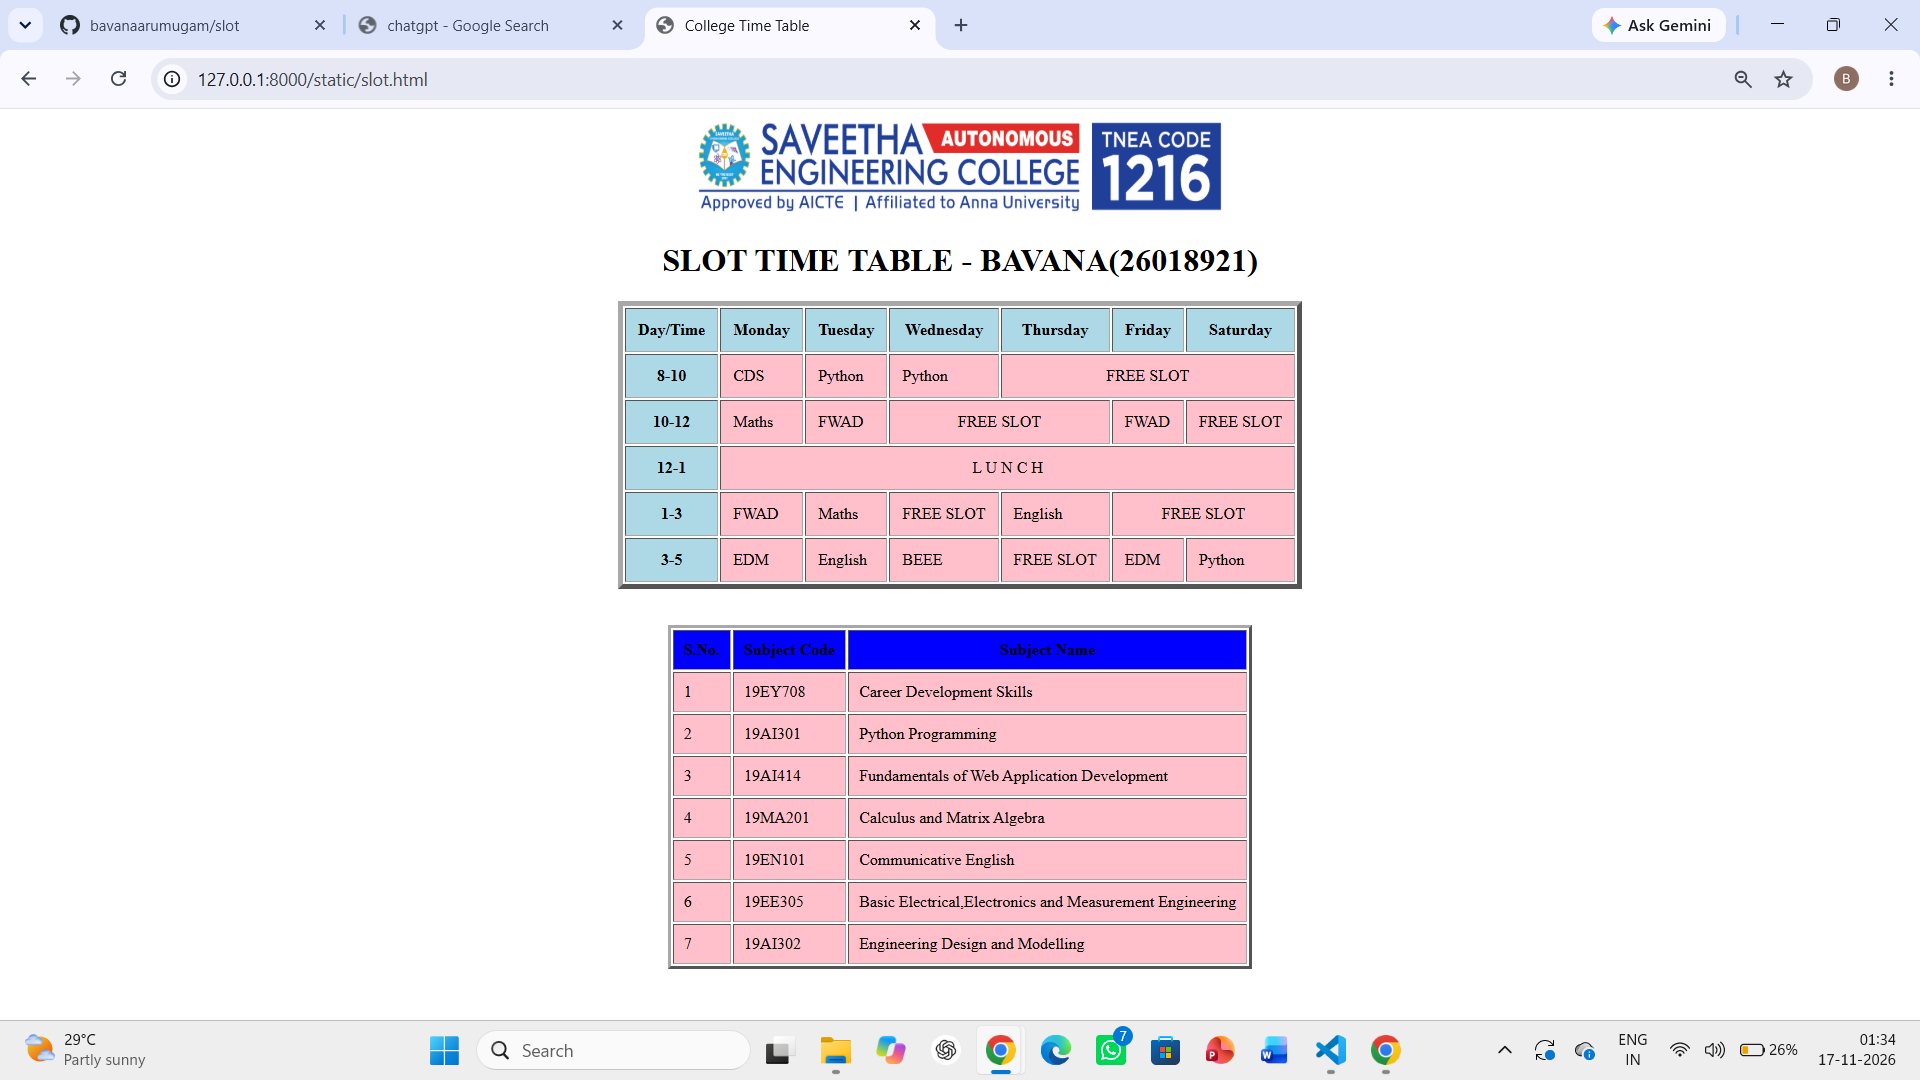 bavanaarumugam/slot
chatgpt - Google Search
College Time Table
Ask Gemini
127.0.0.1:8000/static/slot.html
B
SAVEETHA AUTONOMOUS
ENGINEERING COLLEGE
Approved by AICTE | Affiliated to Anna University
TNEA CODE
1216
SLOT TIME TABLE - BAVANA(26018921)
Day/Time Monday Tuesday Wednesday Thursday Friday Saturday
8-10 CDS Python Python FREE SLOT
10-12 Maths FWAD FREE SLOT FWAD FREE SLOT
12-1 L U N C H
1-3 FWAD Maths FREE SLOT English FREE SLOT
3-5 EDM English BEEE FREE SLOT EDM Python
S.No. Subject Code Subject Name
1 19EY708 Career Development Skills
2 19AI301 Python Programming
3 19AI414 Fundamentals of Web Application Development
4 19MA201 Calculus and Matrix Algebra
5 19EN101 Communicative English
6 19EE305 Basic Electrical,Electronics and Measurement Engineering
7 19AI302 Engineering Design and Modelling
29°C
Partly sunny
Search
7
ENG
IN
26%
01:34
17-11-2026